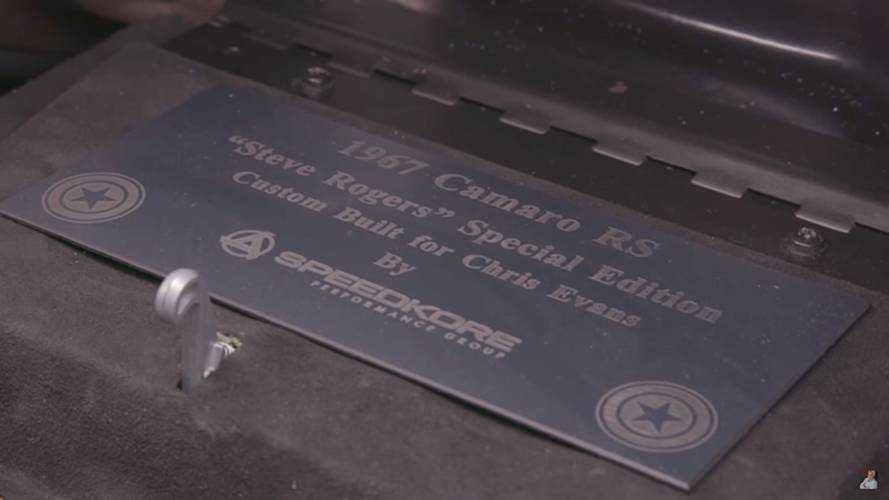 1967 Camaro RS
“Steve Rogers” Special Edition
Custom Built for Chris Evans
By
SPEEDKORE
PERFORMANCE GROUP